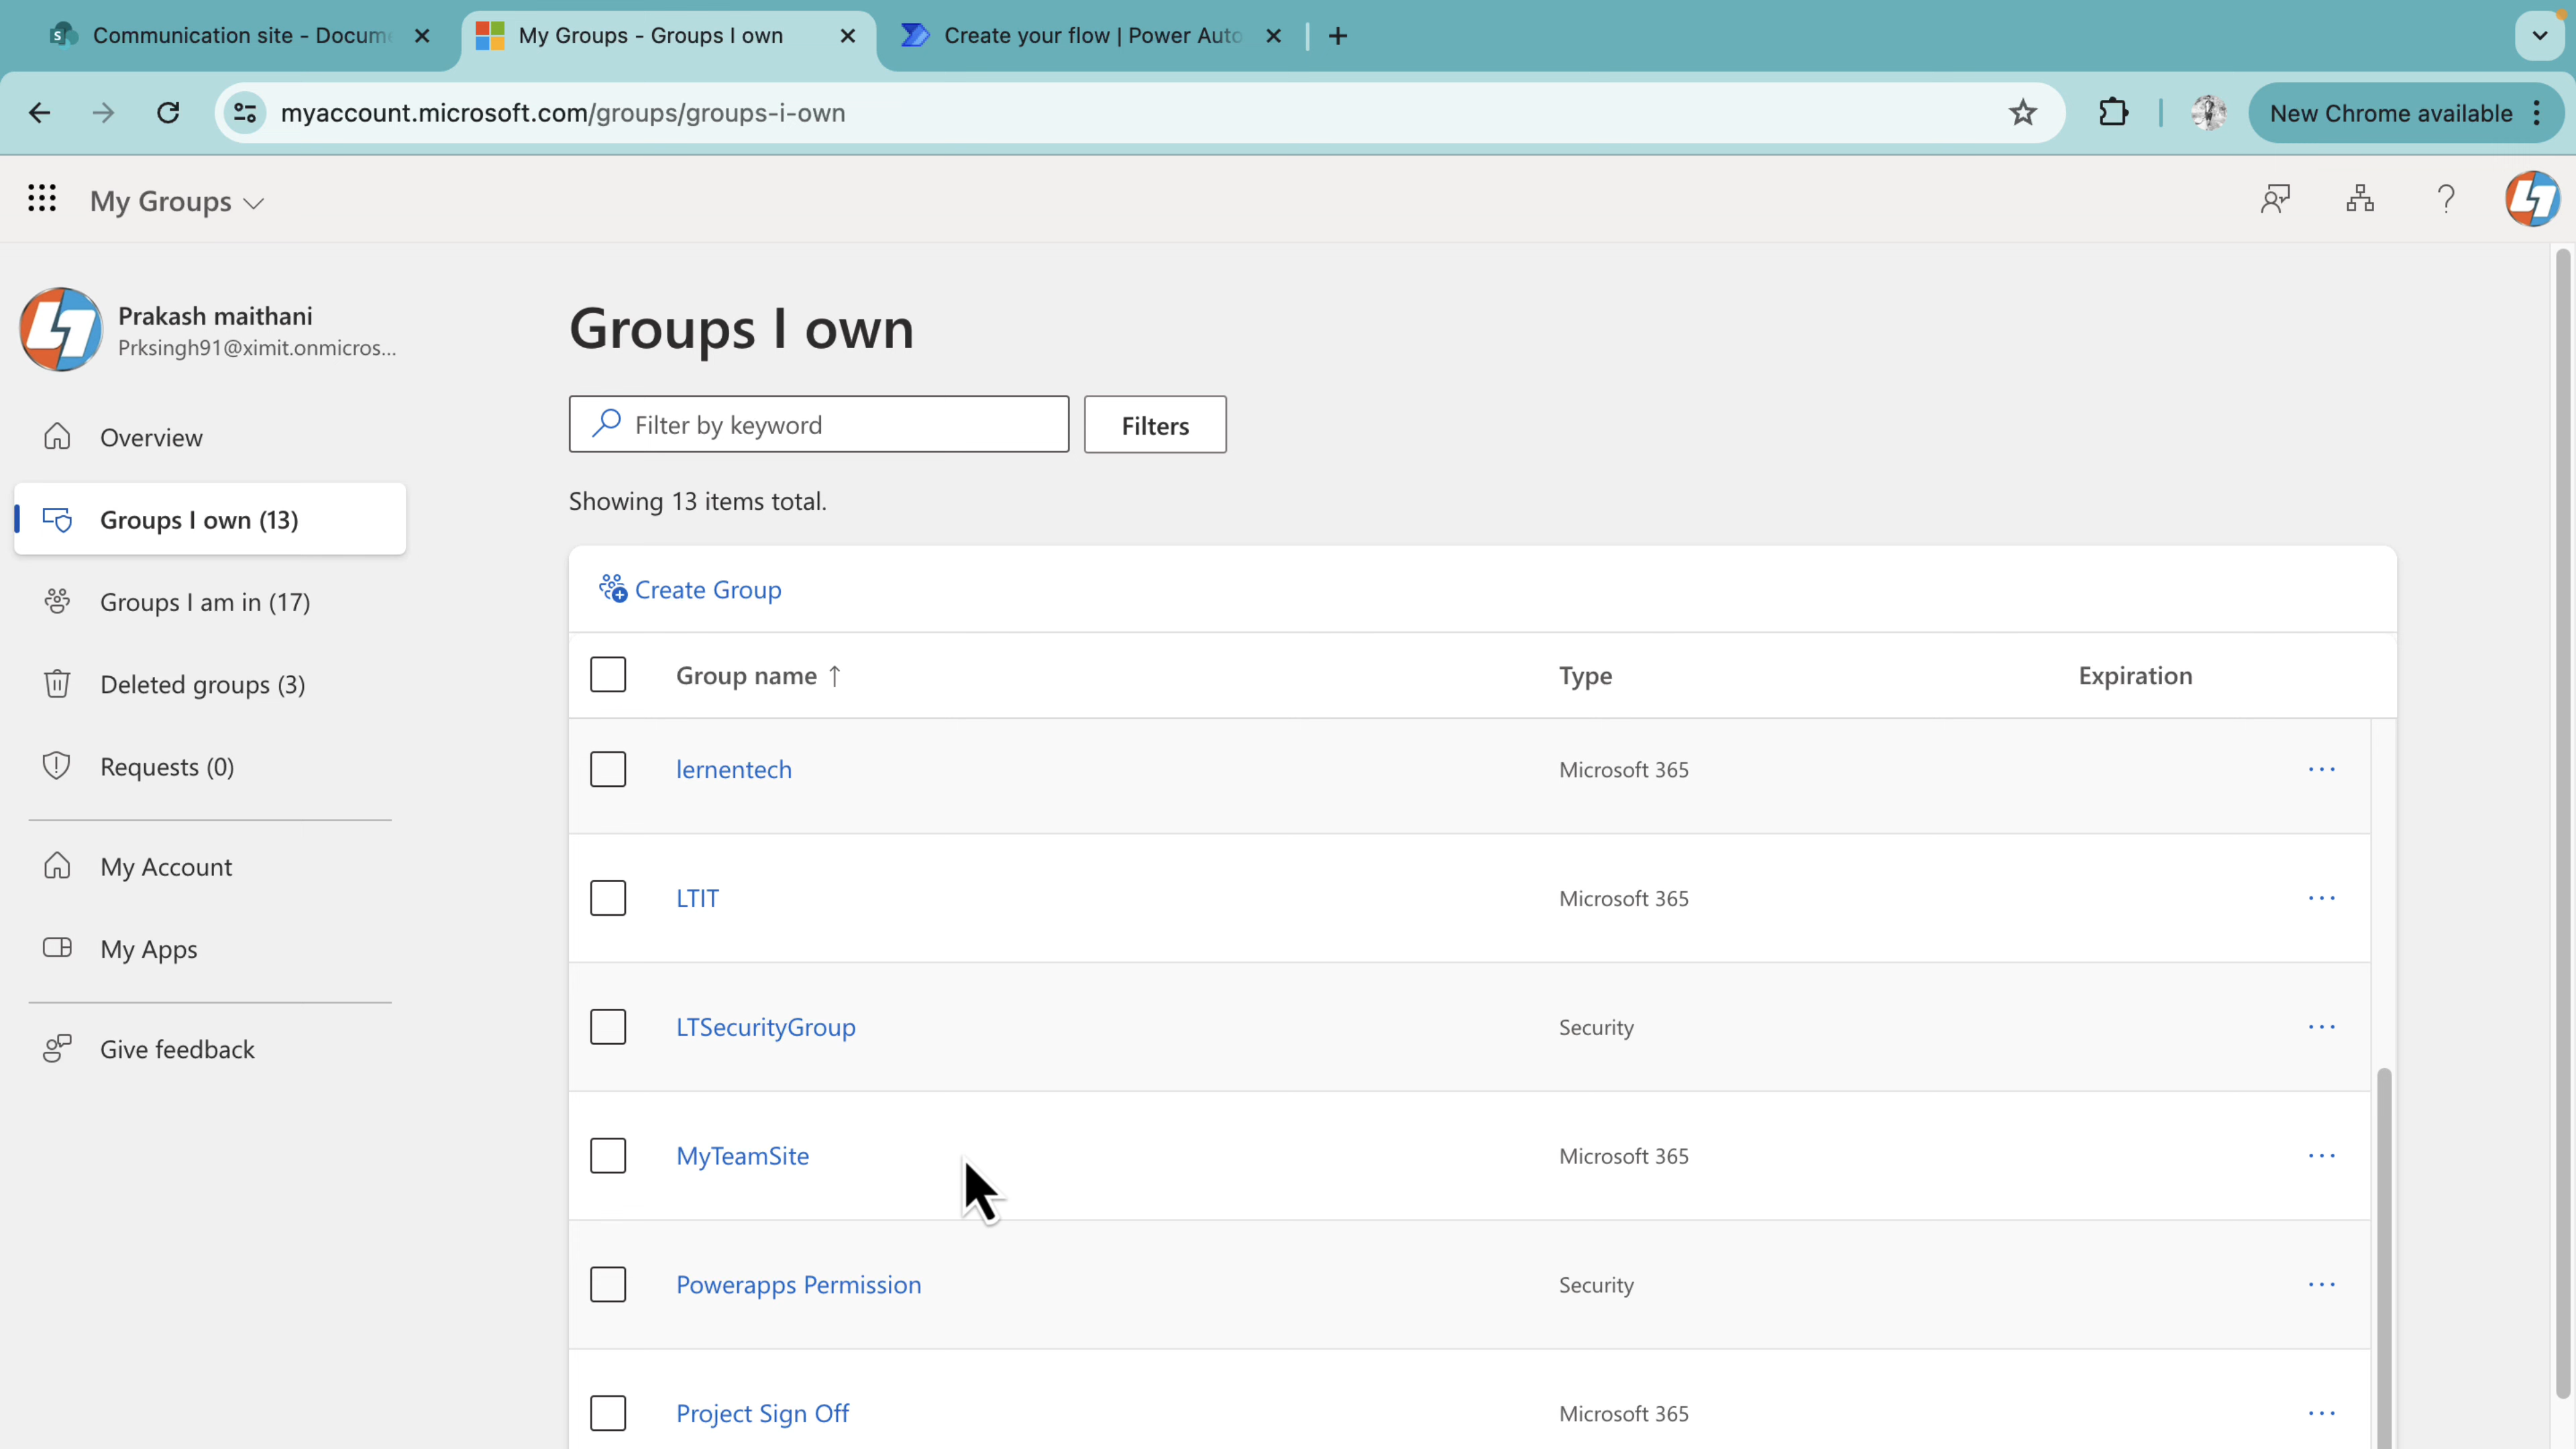 Communication site - Docum
My Groups - Groups I own
Create your flow | Power Auto
myaccount.microsoft.com/groups/groups-i-own
New Chrome available
My Groups
Prakash maithani
Prksingh91@ximit.onmicros...
Overview
Groups I own (13)
Groups I am in (17)
Deleted groups (3)
Requests (0)
My Account
My Apps
Give feedback
Groups I own
Filter by keyword
Filters
Showing 13 items total.
Create Group
Group name ↑ Type Expiration
lernentech Microsoft 365
LTIT Microsoft 365
LTSecurityGroup Security
MyTeamSite Microsoft 365
Powerapps Permission Security
Project Sign Off Microsoft 365